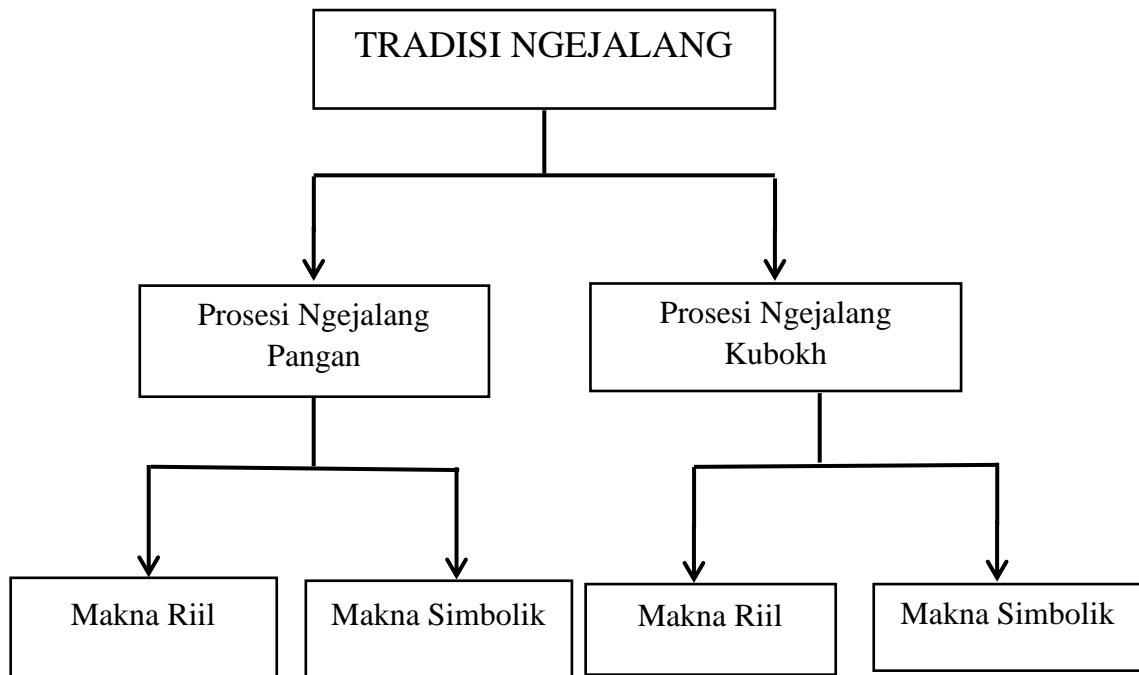 TRADISI NGEJALANG
Prosesi Ngejalang
Pangan
Prosesi Ngejalang
Kubokh
Makna Riil
Makna Simbolik
Makna Riil
Makna Simbolik